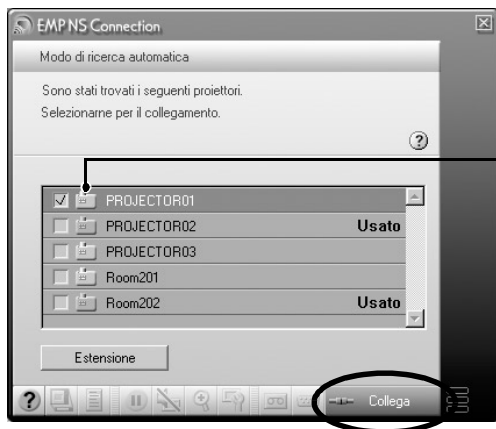 EMP NS Connection
Modo di ricerca automatica
Sono stati trovati i seguenti proiettori.
Selezionarne per il collegamento.
?
PROJECTOR01
PROJECTOR02 Usato
PROJECTOR03
Room201
Room202 Usato
Estensione
? Collega